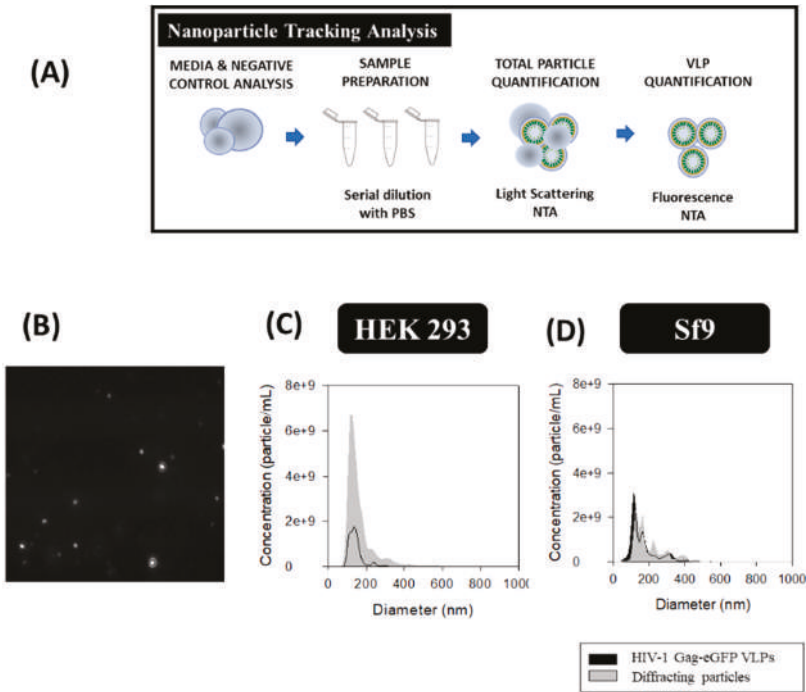 (A)
Nanoparticle Tracking Analysis
MEDIA & NEGATIVE
CONTROL ANALYSIS
SAMPLE
PREPARATION
TOTAL PARTICLE
QUANTIFICATION
VLP
QUANTIFICATION
Serial dilution
with PBS
Light Scattering
NTA
Fluorescence
NTA
(B)
(C)
HEK 293
Concentration (particle/mL)
8e+9
6e+9
4e+9
2e+9
0
0 200 400 600 800 1000
Diameter (nm)
(D)
Sf9
Concentration (particle/mL)
8e+9
6e+9
4e+9
2e+9
0
0 200 400 600 800 1000
Diameter (nm)
HIV-1 Gag-eGFP VLPs
Diffracting particles